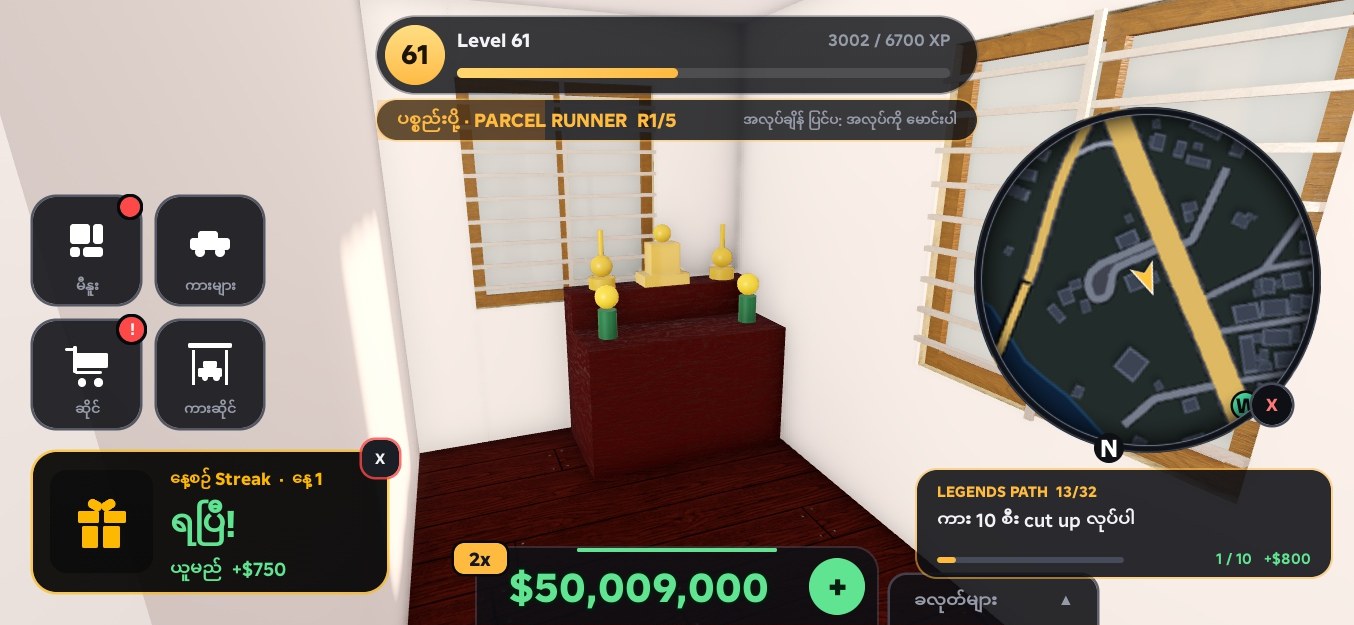 61
Level 61
3002 / 6700 XP
ပစ္စည်းပို့ · PARCEL RUNNER R1/5
အလုပ်ချိန် ပြင်ပ: အလုပ်ကို မောင်းပါ
မီနူး
ကားများ
!
ဆိုင်
ကားဆိုင်
W
X
N
X
နေ့စဉ် Streak · နေ့ 1
ရပြီ!
ယူမည် +$750
LEGENDS PATH 13/32
ကား 10 စီး cut up လုပ်ပါ
1 / 10 +$800
2x
$50,009,000
+
ခလုတ်များ ▲